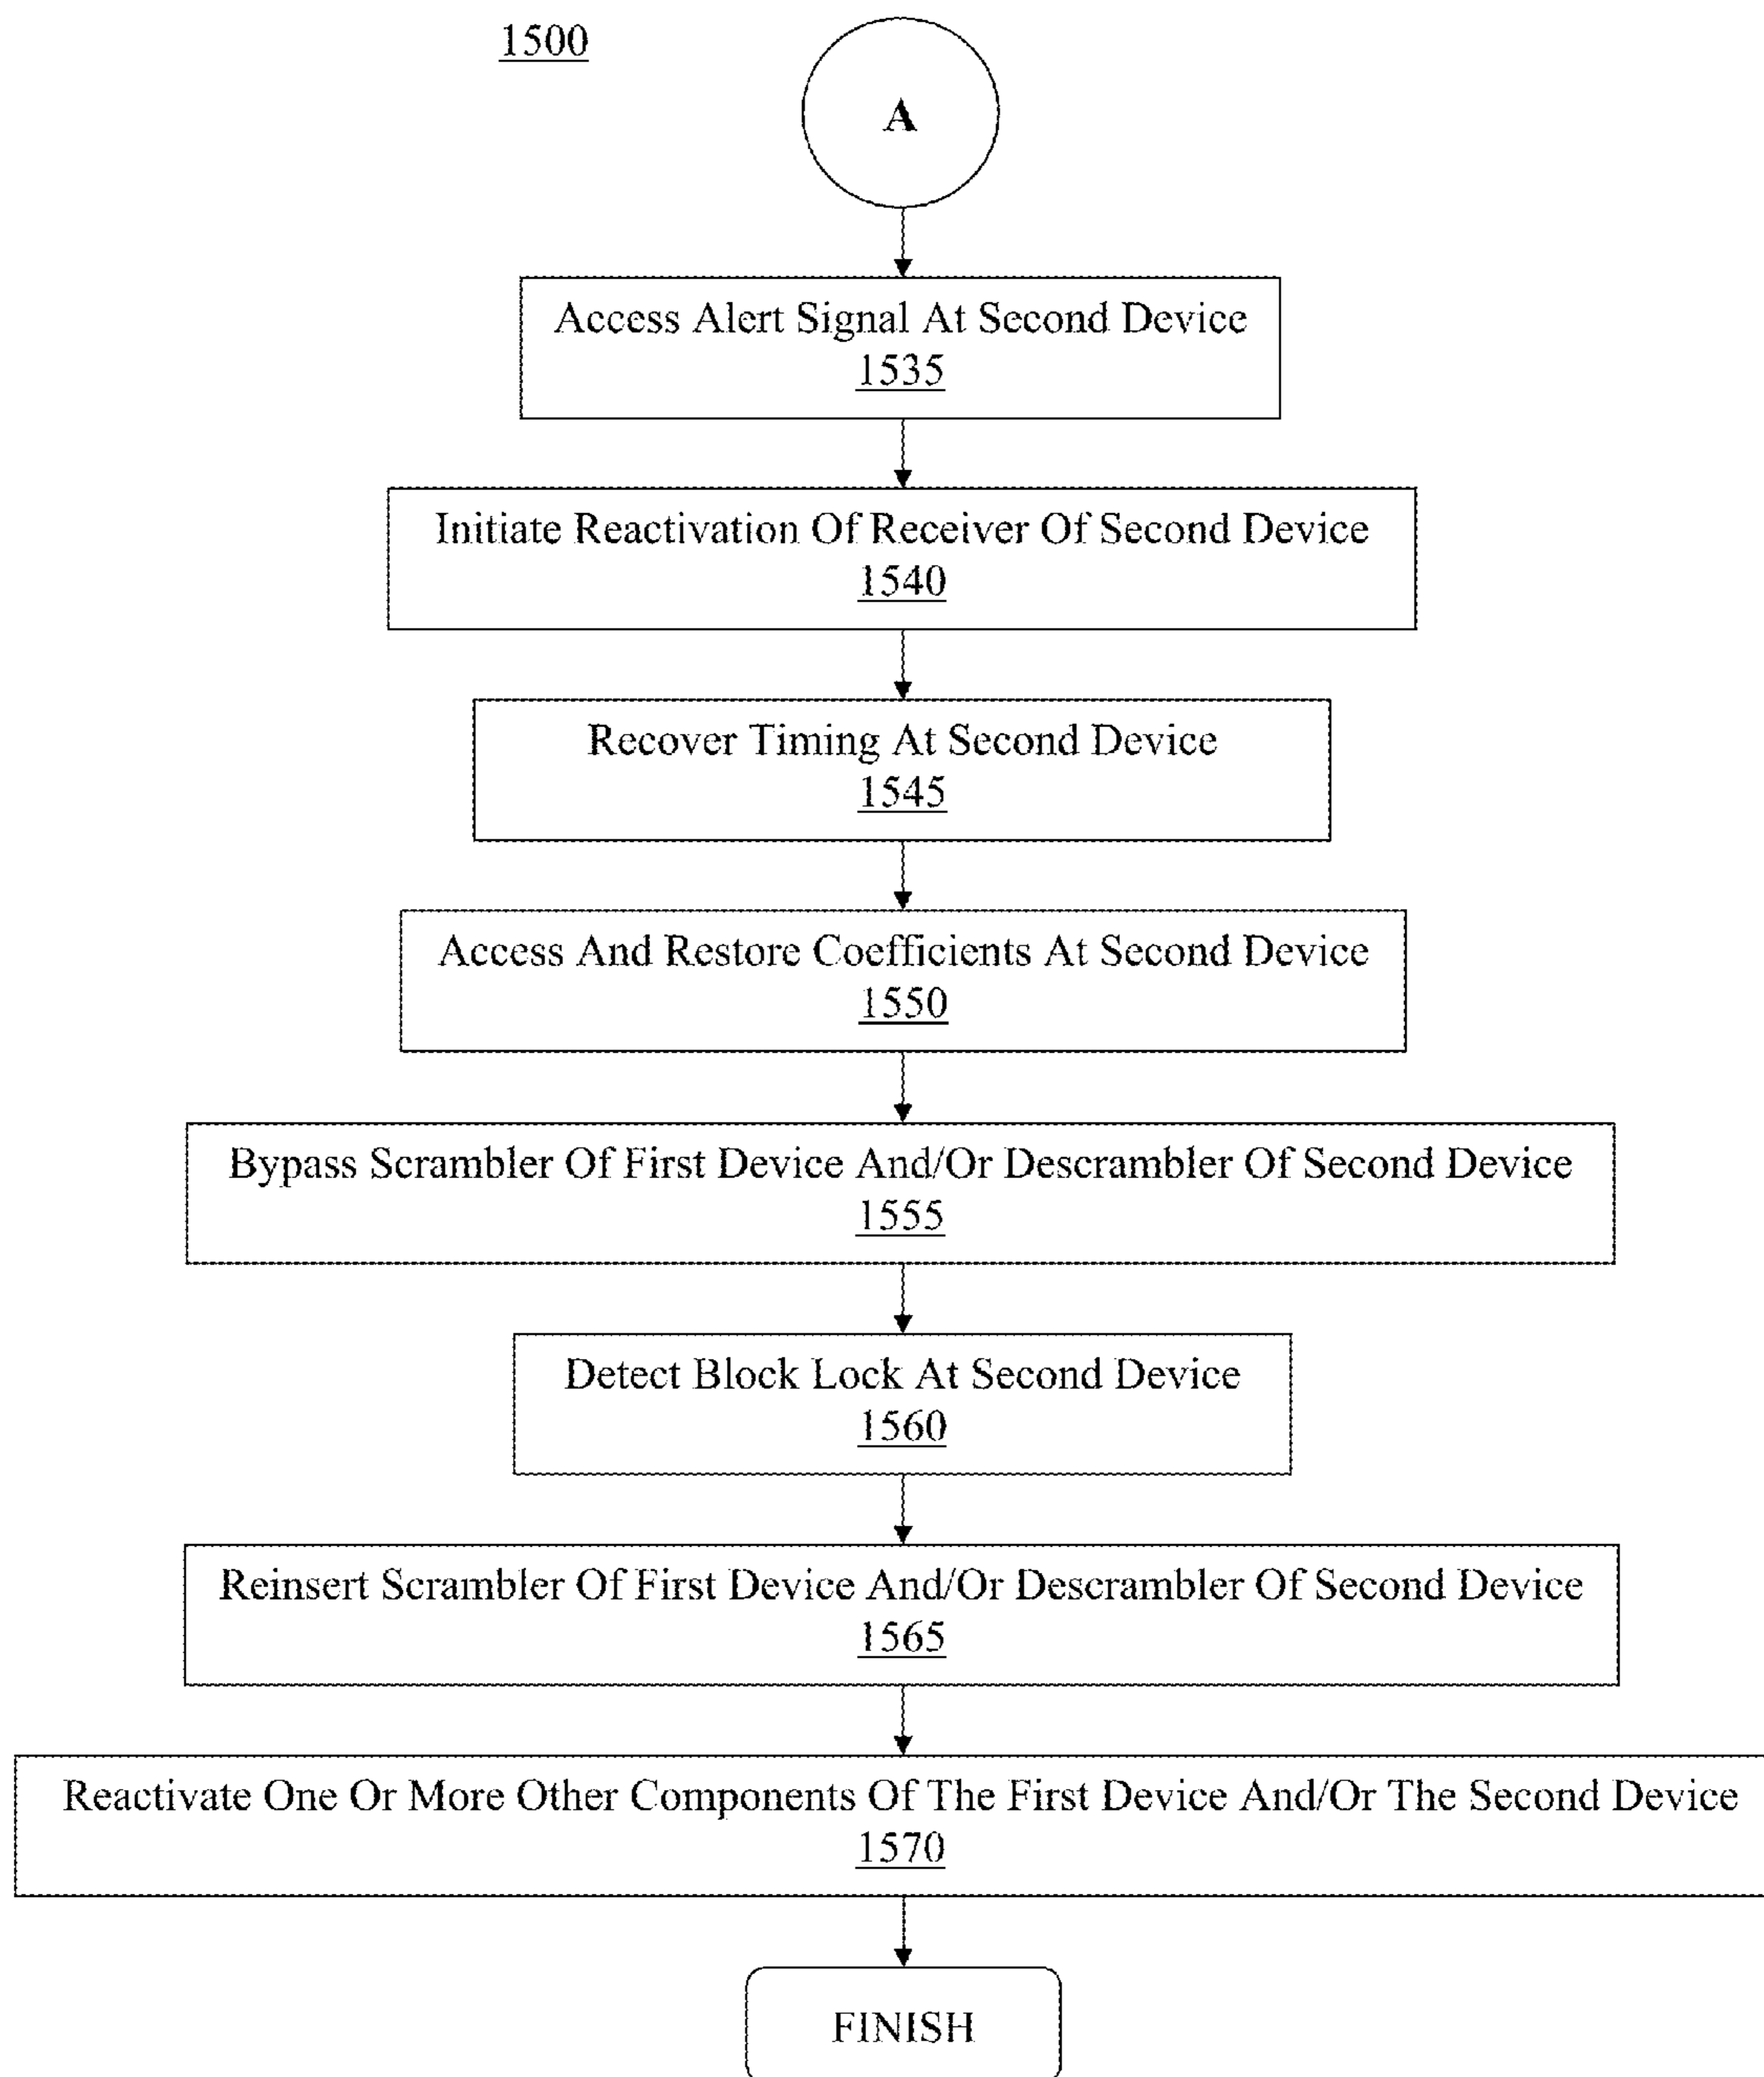 1500
A
Access Alert Signal At Second Device
1535
Initiate Reactivation Of Receiver Of Second Device
1540
Recover Timing At Second Device
1545
Access And Restore Coefficients At Second Device
1550
Bypass Scrambler Of First Device And/Or Descrambler Of Second Device
1555
Detect Block Lock At Second Device
1560
Reinsert Scrambler Of First Device And/Or Descrambler Of Second Device
1565
Reactivate One Or More Other Components Of The First Device And/Or The Second Device
1570
FINISH